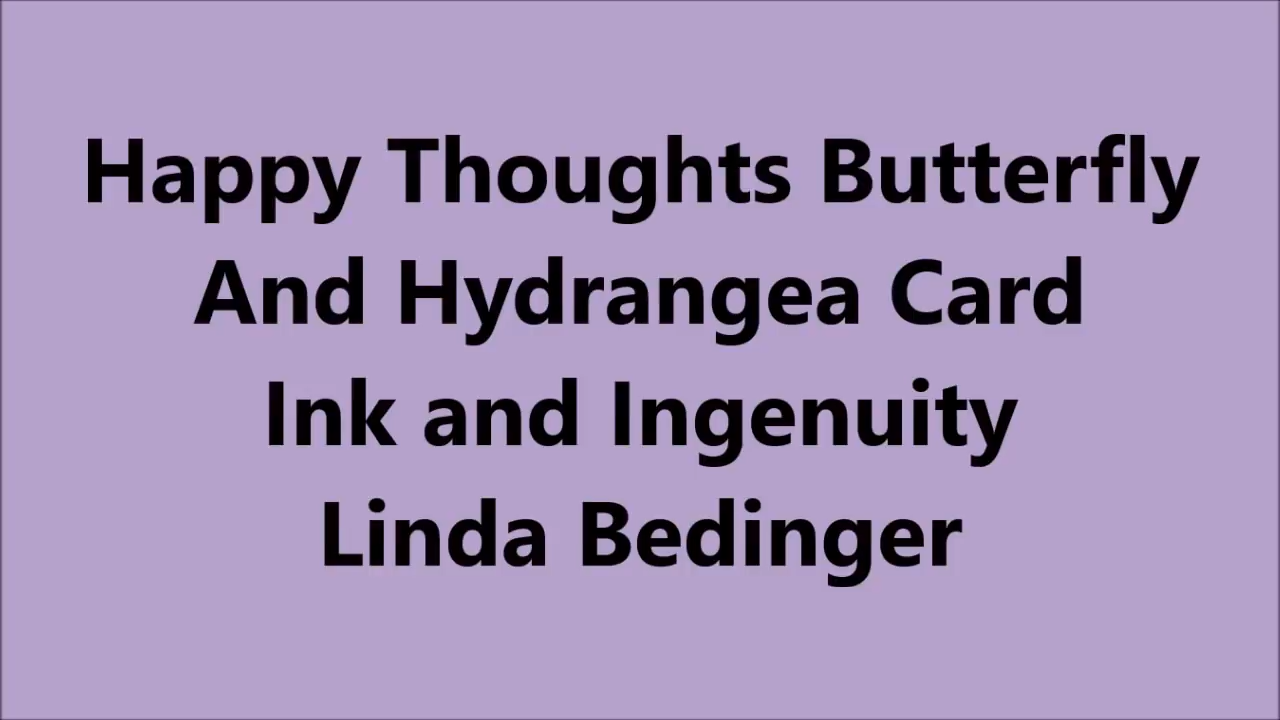 Happy Thoughts Butterfly
And Hydrangea Card
Ink and Ingenuity
Linda Bedinger